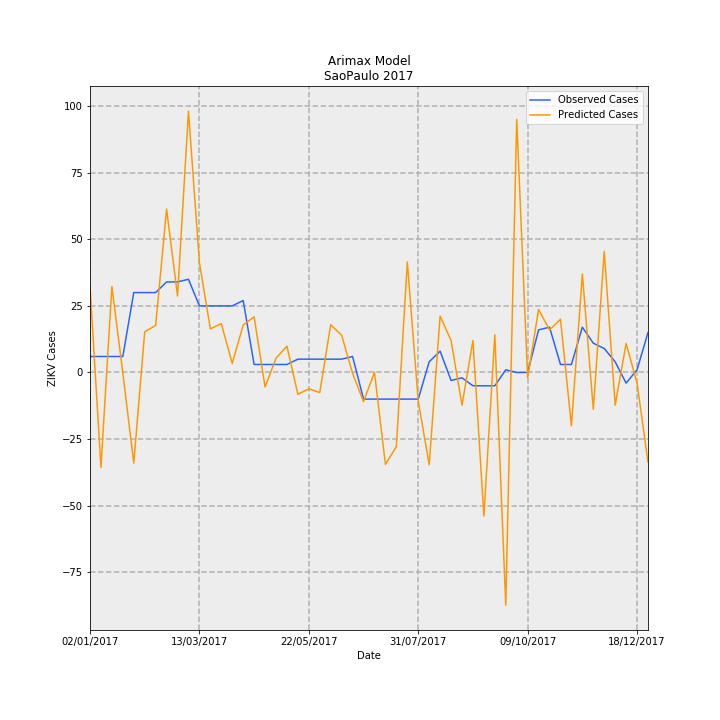 Arimax Model
SaoPaulo 2017
Observed Cases
Predicted Cases
ZIKV Cases
100
75
50
25
0
−25
−50
−75
02/01/2017 13/03/2017 22/05/2017 31/07/2017 09/10/2017 18/12/2017
Date